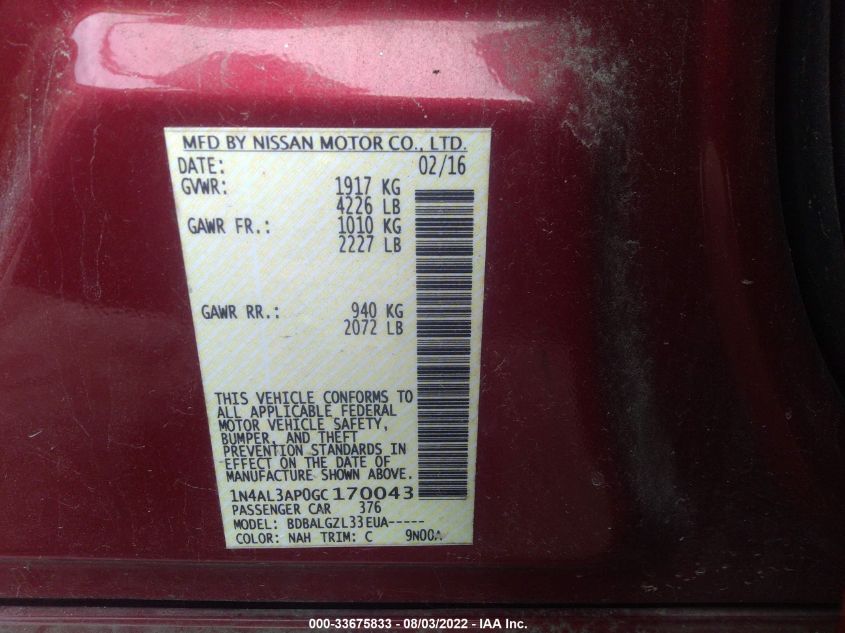 MFD BY NISSAN MOTOR CO., LTD.
DATE: 02/16
GVWR: 1917 KG
4226 LB
GAWR FR.: 1010 KG
2227 LB
GAWR RR.: 940 KG
2072 LB
THIS VEHICLE CONFORMS TO
ALL APPLICABLE FEDERAL
MOTOR VEHICLE SAFETY,
BUMPER, AND THEFT
PREVENTION STANDARDS IN
EFFECT ON THE DATE OF
MANUFACTURE SHOWN ABOVE.
1N4AL3AP0GC170043
PASSENGER CAR 376
MODEL: BDBALGZL33EUA-----
COLOR: NAH TRIM: C 9N00A
000-33675833 - 08/03/2022 - IAA Inc.